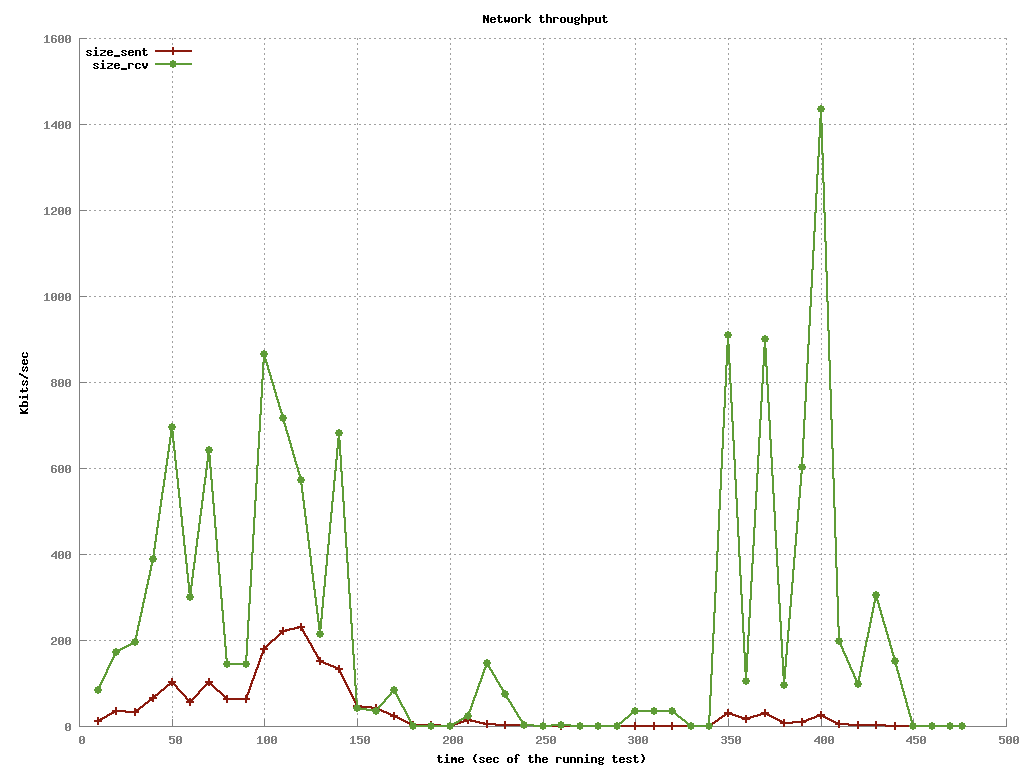 Network throughput
1600
size_sent
size_rcv
1400
1200
1000
Kbits/sec
800
600
400
200
0
0 50 100 150 200 250 300 350 400 450 500
time (sec of the running test)